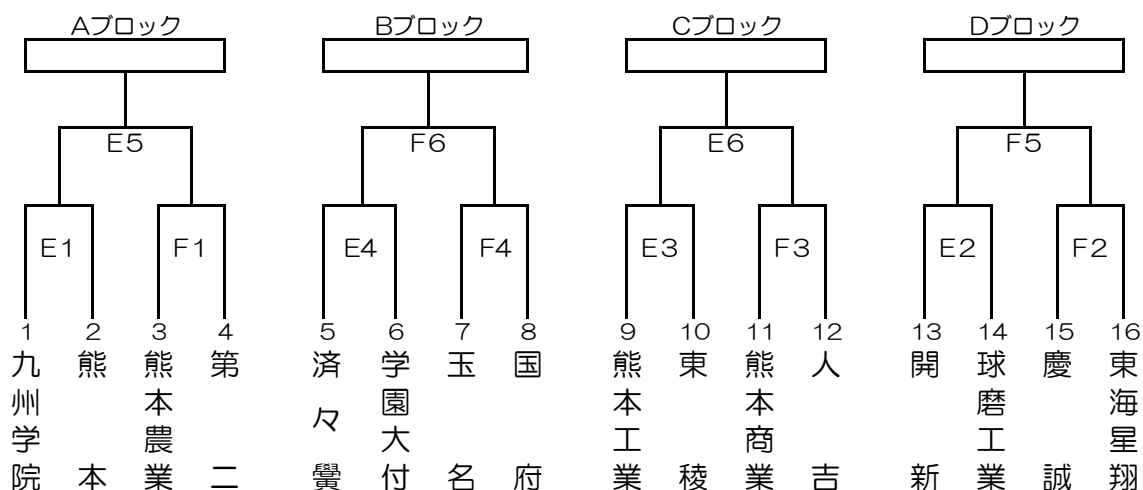 Aブロック
Bブロック
Cブロック
Dブロック
E5
F6
E6
F5
E1
F1
E4
F4
E3
F3
E2
F2
1
2
3
4
5
6
7
8
9
10
11
12
13
14
15
16
九州学院
熊本
熊本農業
第二
済々黌
学園大付
玉名
国府
熊本工業
東稜
熊本商業
人吉
開新
球磨工業
慶誠
東海星翔